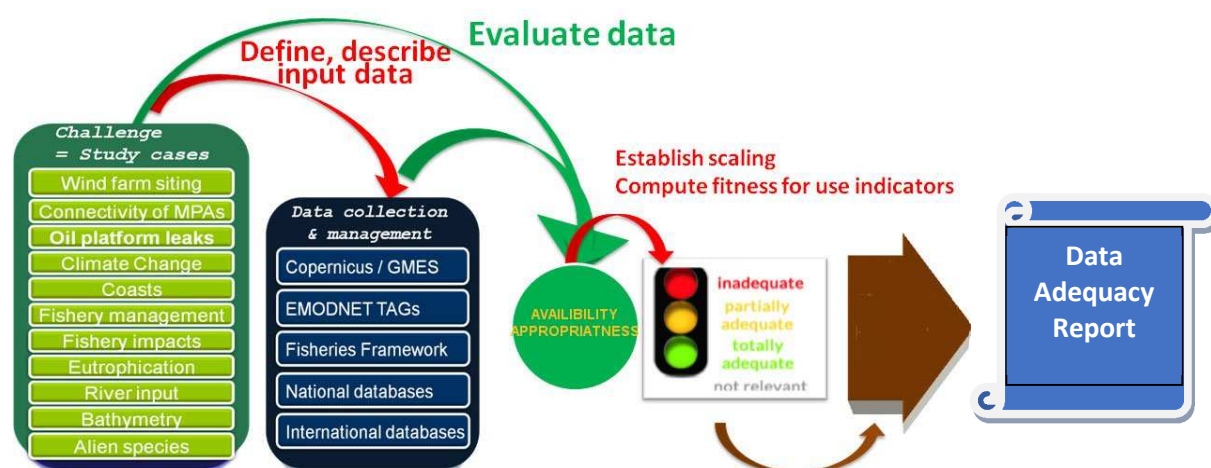 Evaluate data
Define, describe
input data
Challenge
= Study cases
Wind farm siting
Connectivity of MPAs
Oil platform leaks
Climate Change
Coasts
Fishery management
Fishery impacts
Eutrophication
River input
Bathymetry
Alien species
Data collection
& management
Copernicus / GMES
EMODNET TAGs
Fisheries Framework
National databases
International databases
AVAILIBILITY
APPROPRIATNESS
Establish scaling
Compute fitness for use indicators
inadequate
partially
adequate
totally
adequate
not relevant
Data
Adequacy
Report